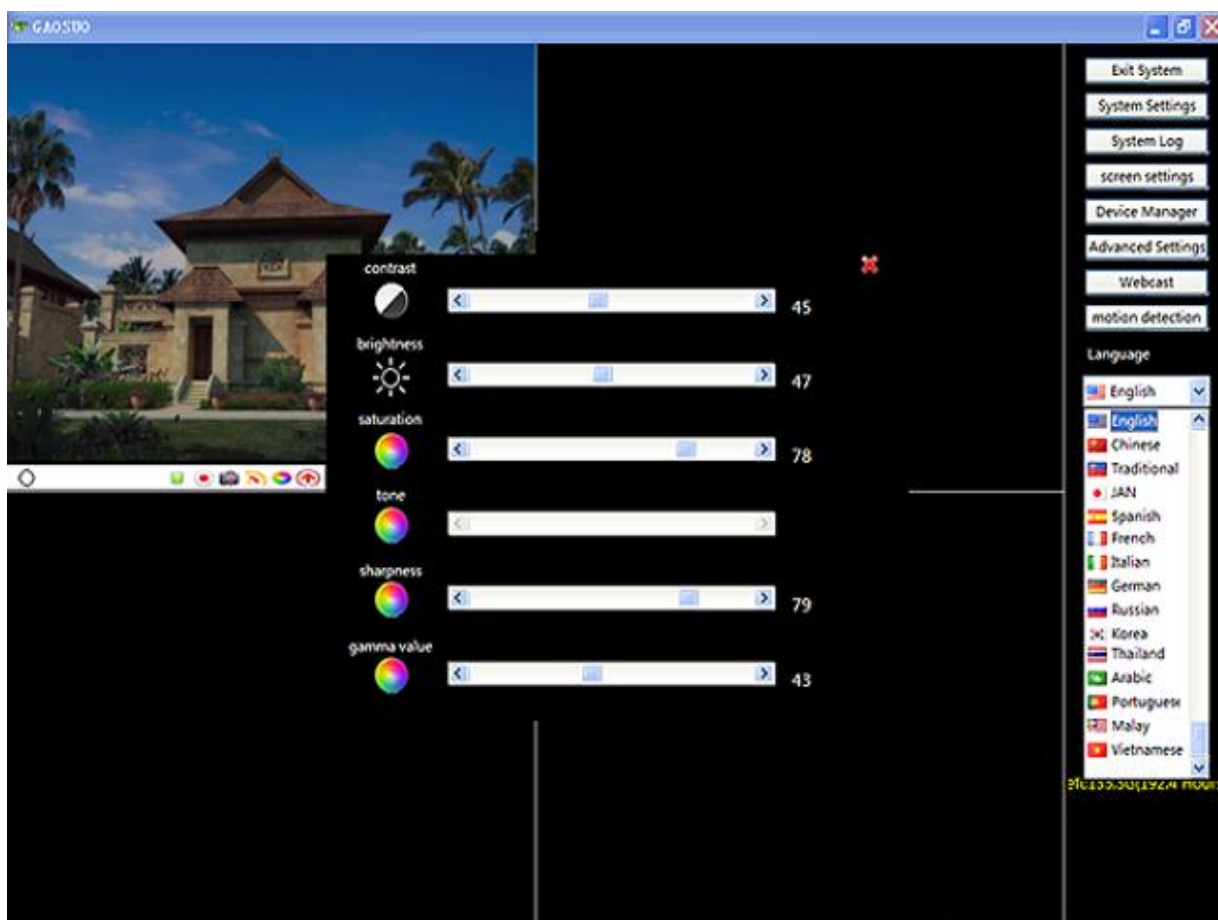 GAOSUO
Exit System
System Settings
System Log
screen settings
Device Manager
Advanced Settings
Webcast
motion detection
Language
English
English
Chinese
Traditional
JAN
Spanish
French
Italian
German
Russian
Korea
Thailand
Arabic
Portuguese
Malay
Vietnamese
contrast
45
brightness
47
saturation
78
tone
sharpness
79
gamma value
43